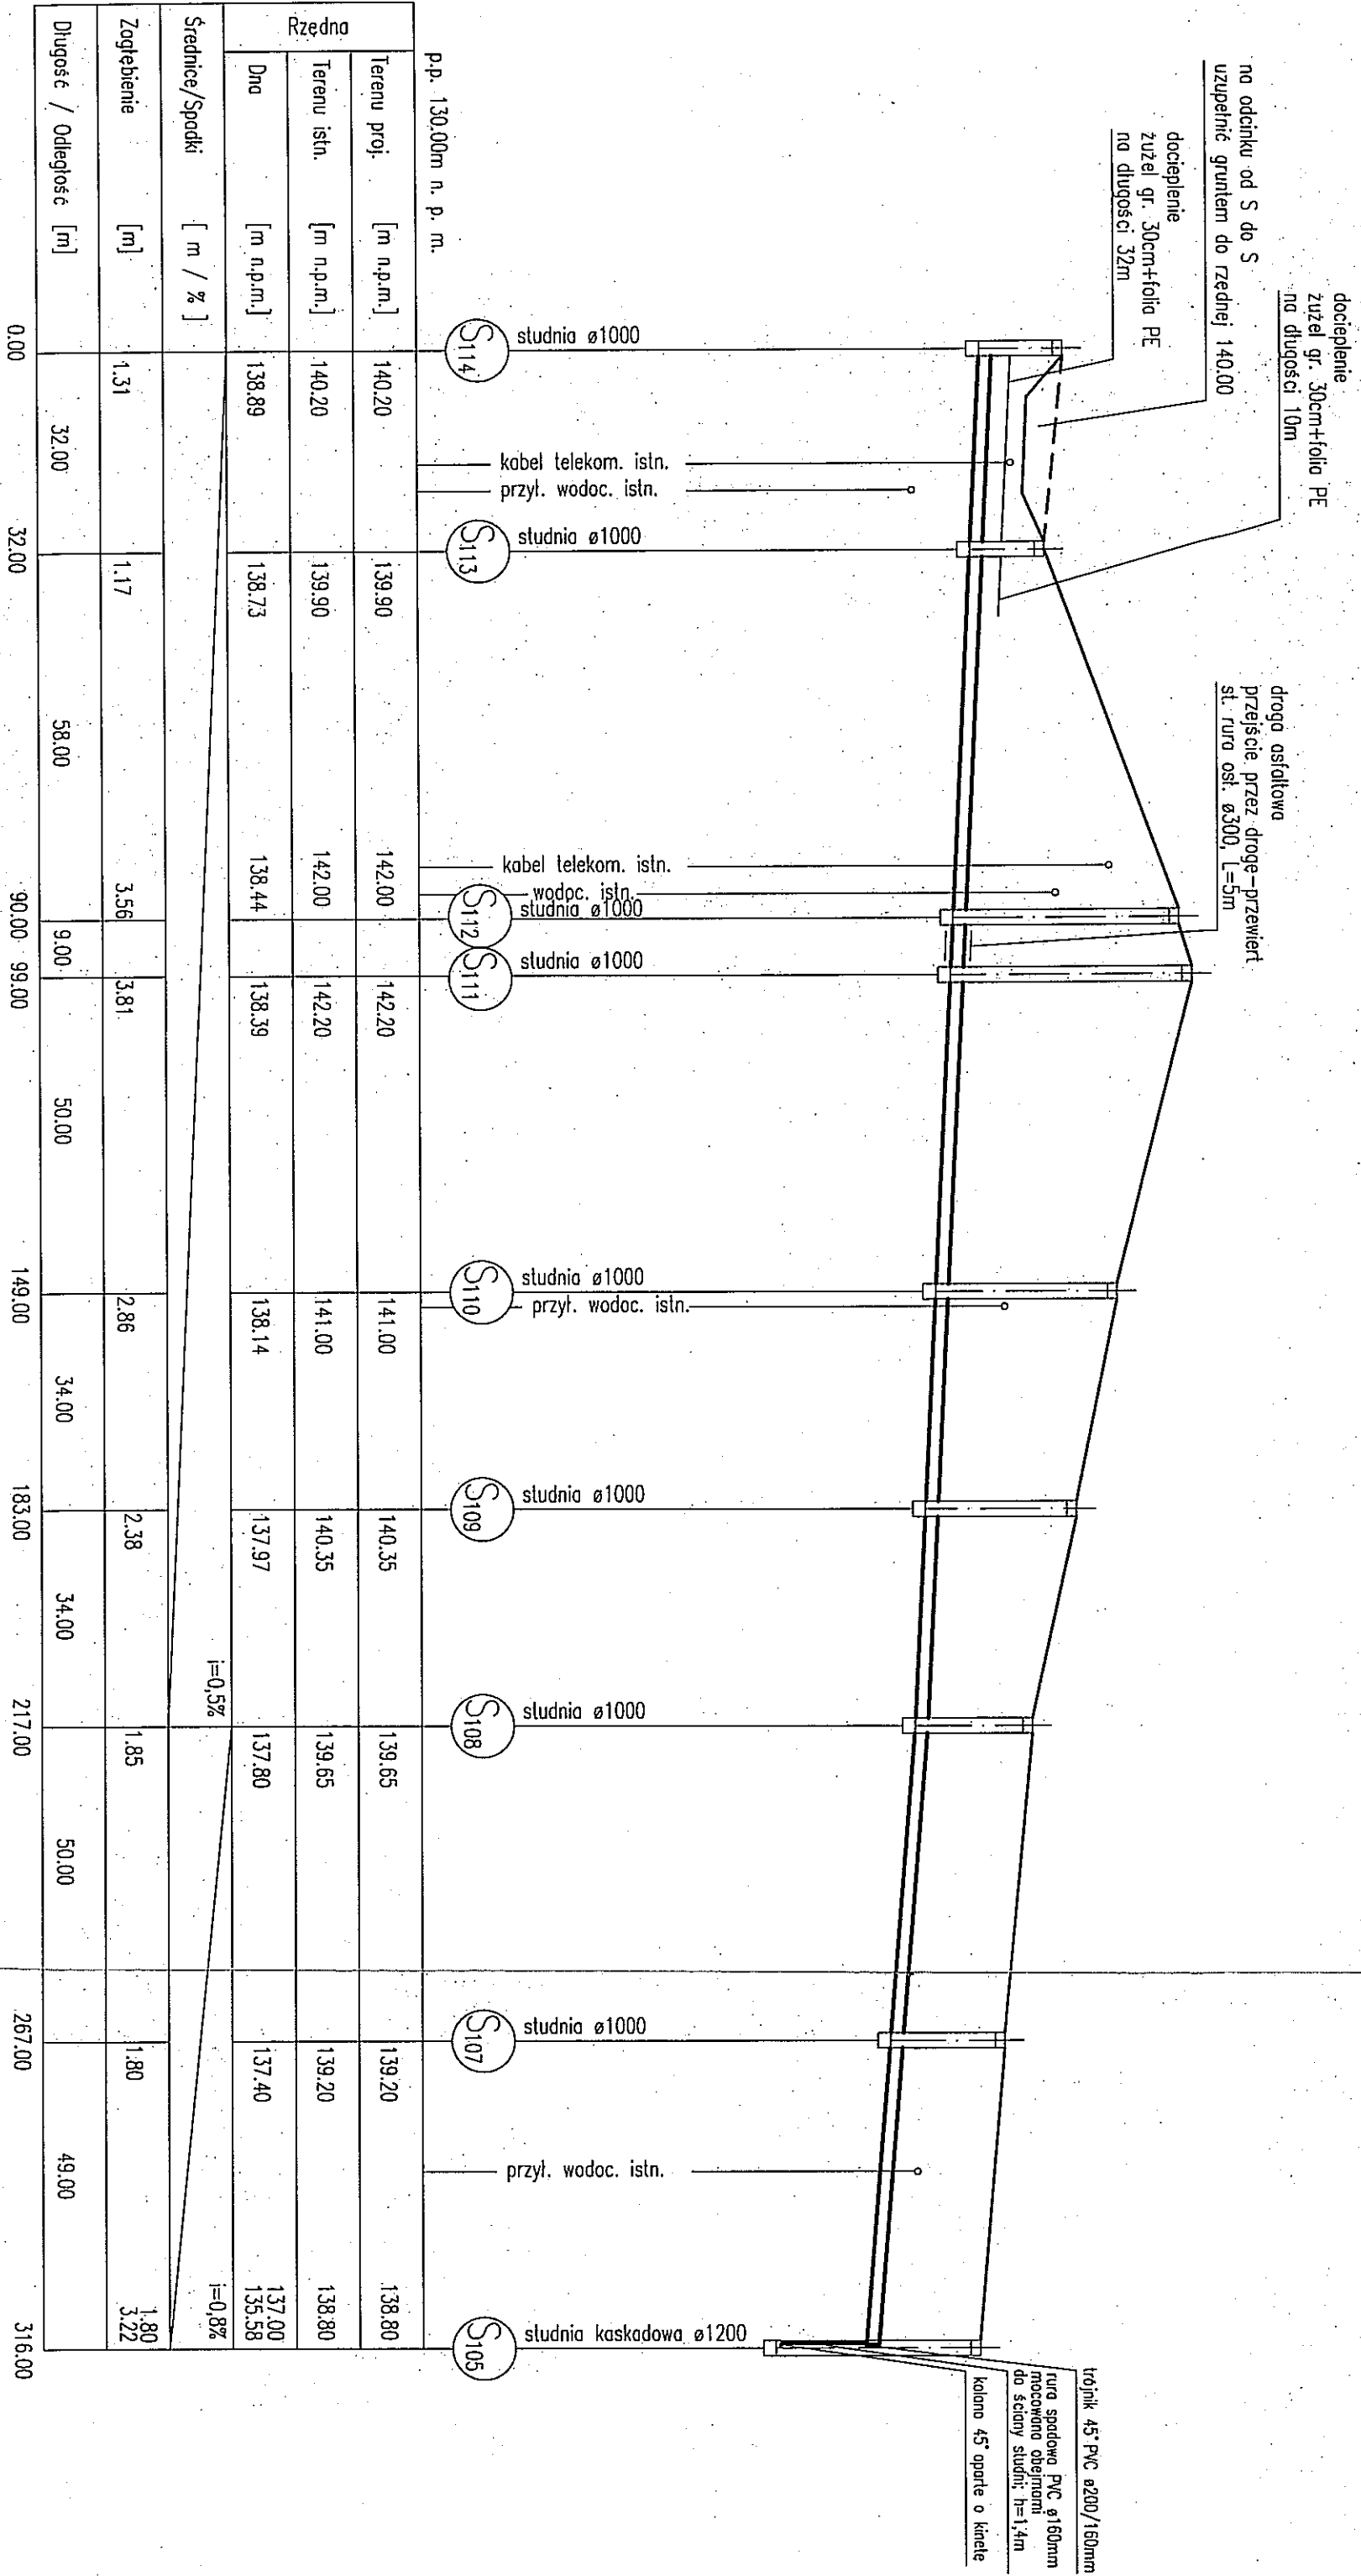 docieplenie
żużel gr. 30cm+folia PE
na długości 10m
na odcinku od S do S
uzupełnić gruntem do rzędnej 140.00
docieplenie
żużel gr. 30cm+folia PE
na długości 32m
droga asfaltowa
przejście przez drogę-przewiert
st. rura osł. ø300, L=5m
trójnik 45° PVC ø200/160mm
rura spadowa PVC ø160mm
mocowana obejmami
do ściany studni; h=1,4m
kolano 45° oparte o kinetę
studnia ø1000
kabel telekom. istn.
przył. wodoc. istn.
studnia ø1000
kabel telekom. istn.
wodoc. istn.
studnia ø1000
studnia ø1000
studnia ø1000
przył. wodoc. istn.
studnia ø1000
studnia ø1000
studnia ø1000
przył. wodoc. istn.
studnia kaskadowa ø1200
S114 S113 S112 S111 S110 S109 S108 S107 S105
p.p. 130.00m n. p. m.
Rzędna
Terenu proj. [m n.p.m.] 140.20 139.90 142.00 142.20 141.00 140.35 139.65 139.20 138.80
Terenu istn. [m n.p.m.] 140.20 139.90 142.00 142.20 141.00 140.35 139.65 139.20 138.80
Dna [m n.p.m.] 138.89 138.73 138.44 138.39 138.14 137.97 137.80 137.40 137.00
135.58
Średnice/Spadki [ m / % ] i=0,5% i=0,8%
Zagłębienie [m] 1.31 1.17 3.56 3.81 2.86 2.38 1.85 1.80 1.80
3.22
Długość / Odległość [m] 32.00 58.00 9.00 50.00 34.00 34.00 50.00 49.00
0.00 32.00 90.00 99.00 149.00 183.00 217.00 267.00 316.00